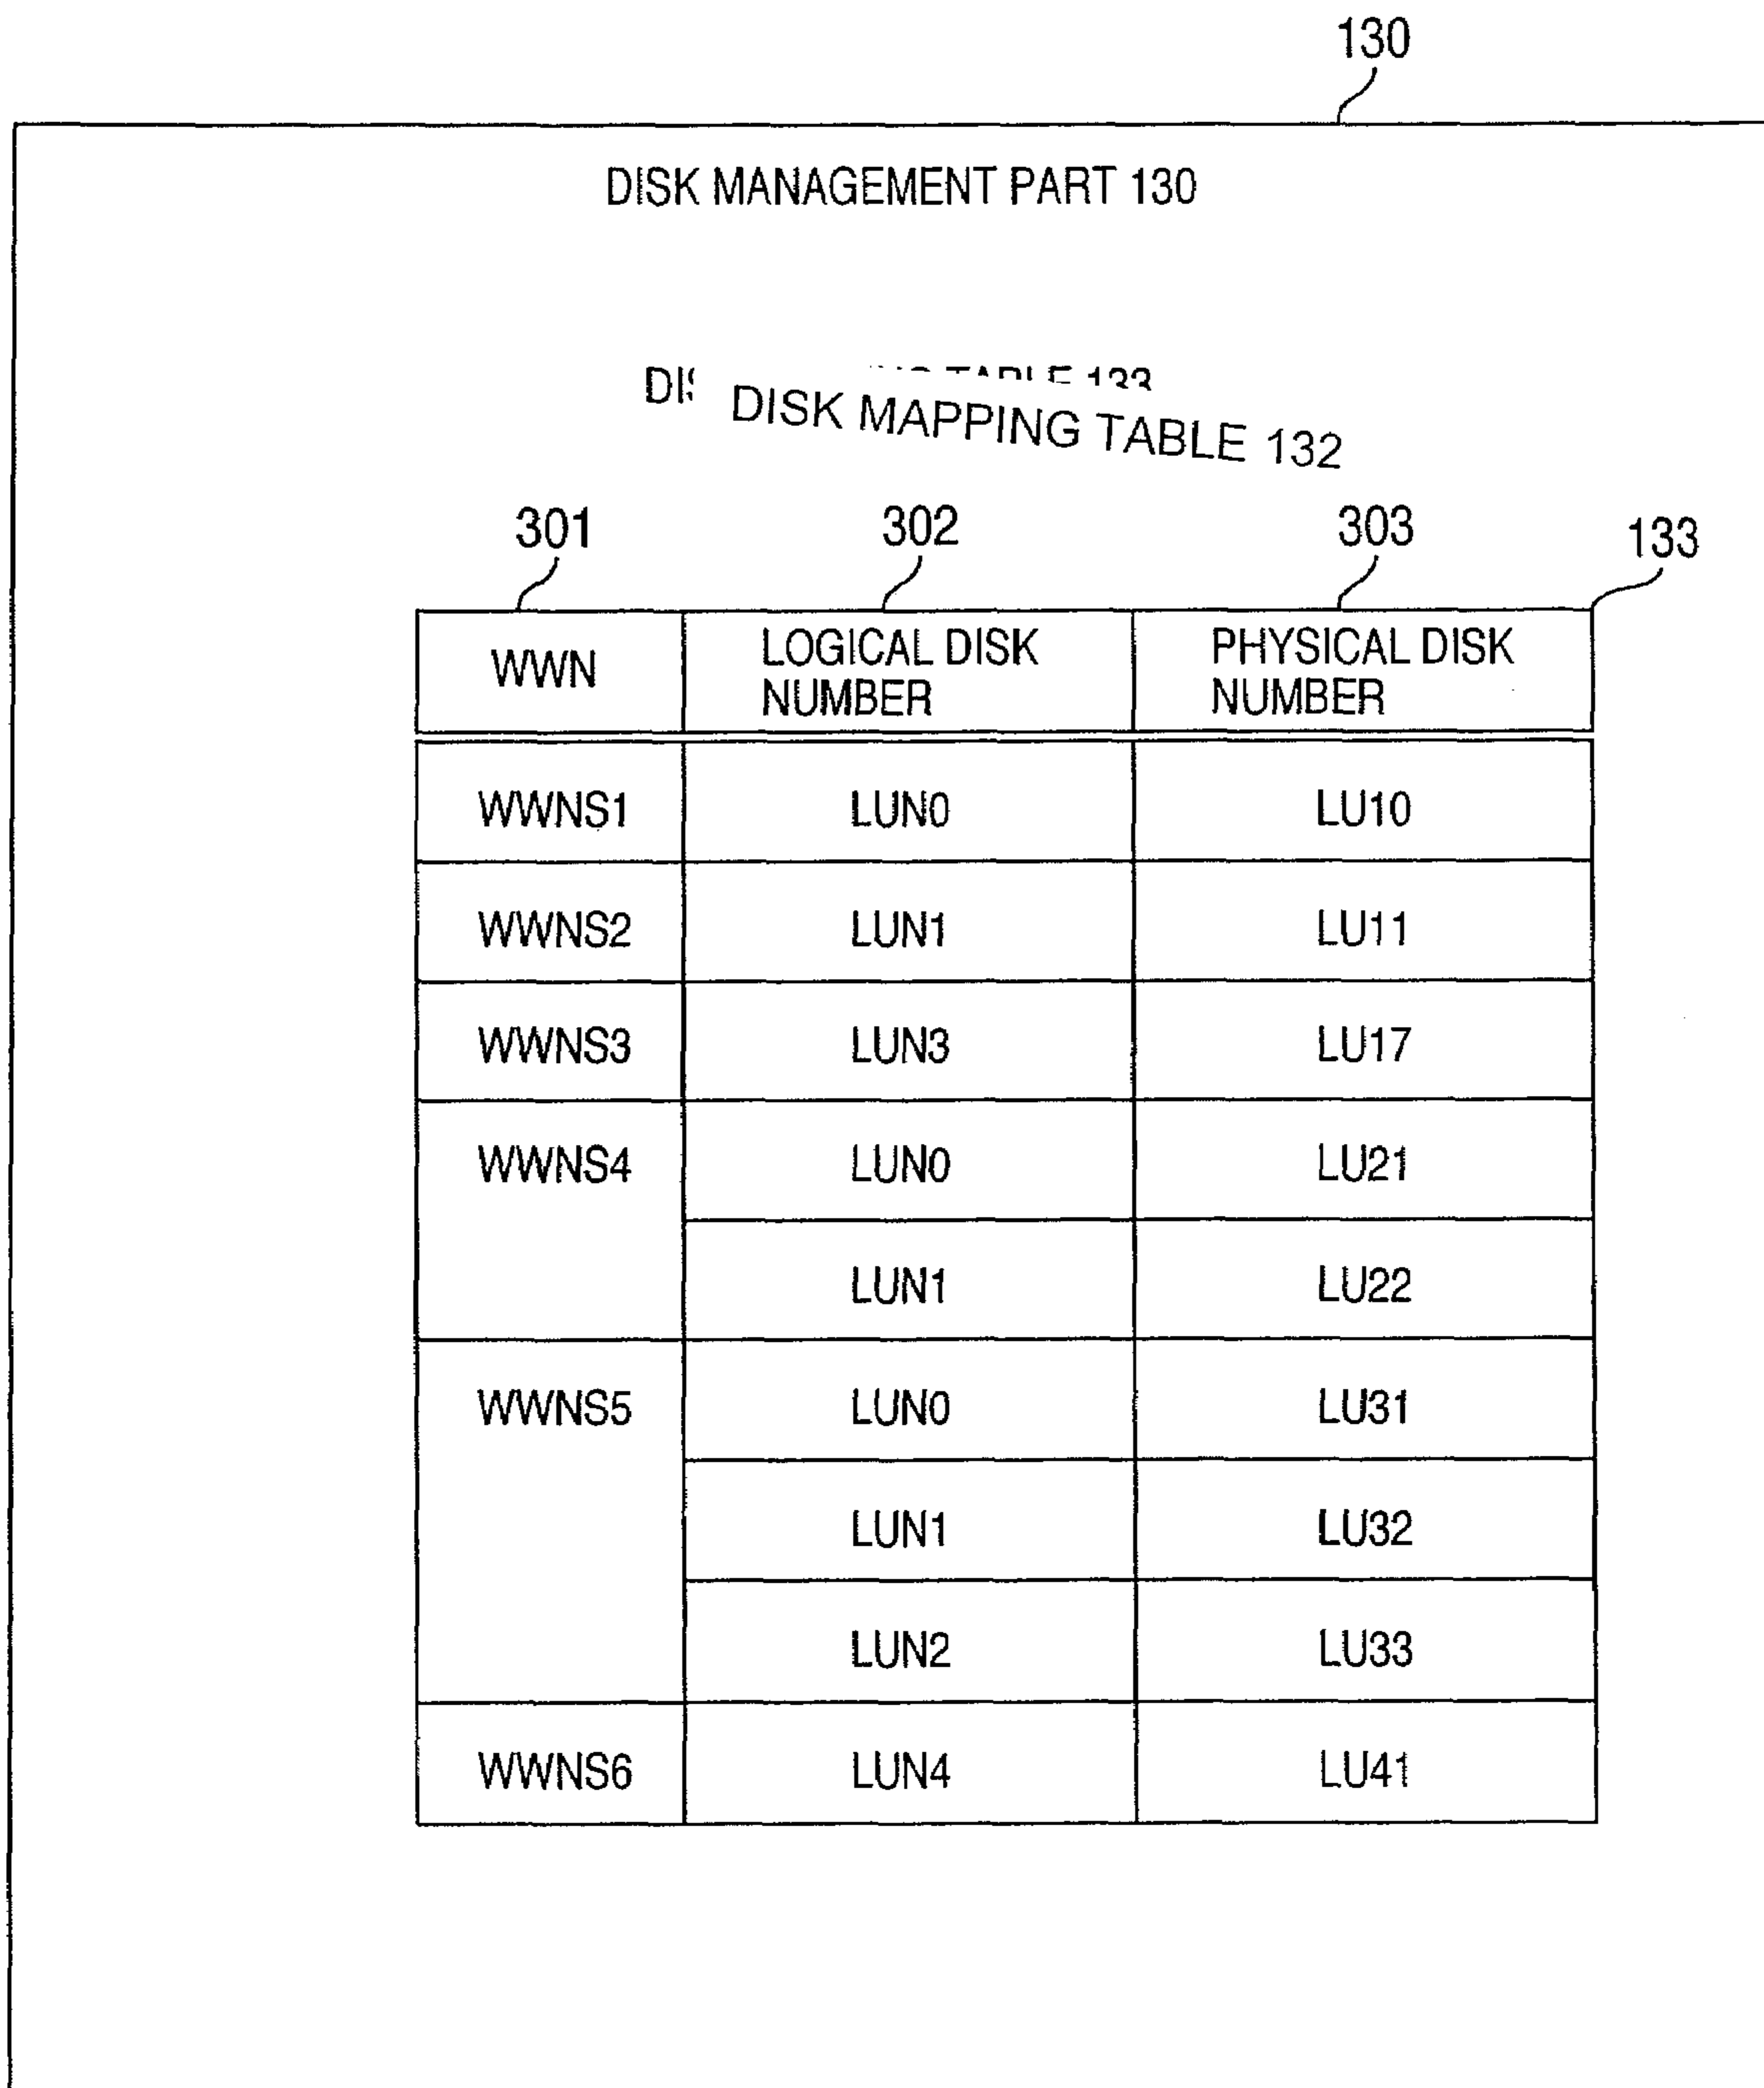 130
DISK MANAGEMENT PART 130
TABLE 133
DISK MAPPING TABLE 132
301 302 303 133
WWN LOGICAL DISK NUMBER PHYSICAL DISK NUMBER
WWNS1 LUN0 LU10
WWNS2 LUN1 LU11
WWNS3 LUN3 LU17
WWNS4 LUN0 LU21
LUN1 LU22
WWNS5 LUN0 LU31
LUN1 LU32
LUN2 LU33
WWNS6 LUN4 LU41